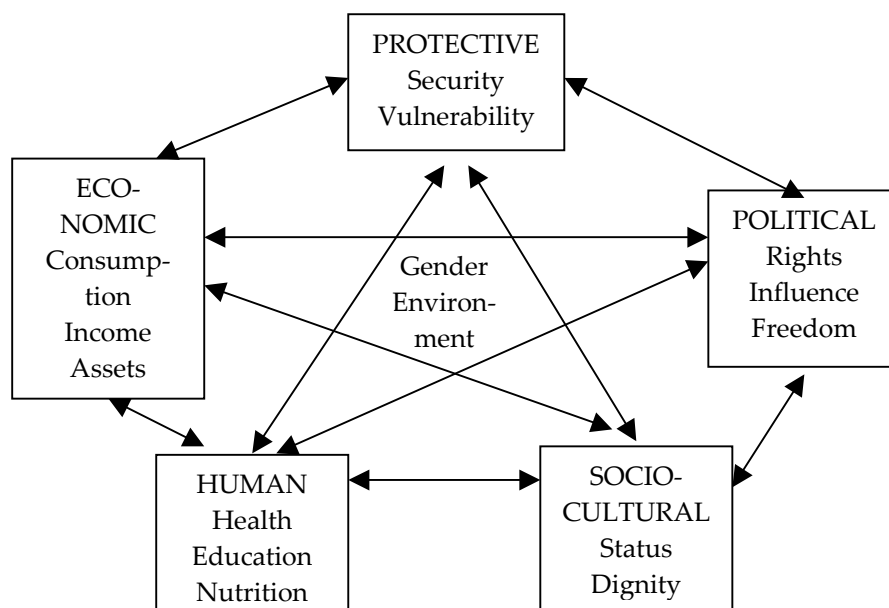 PROTECTIVE
Security
Vulnerability
ECO-
NOMIC
Consump-
tion
Income
Assets
POLITICAL
Rights
Influence
Freedom
Gender
Environ-
ment
HUMAN
Health
Education
Nutrition
SOCIO-
CULTURAL
Status
Dignity